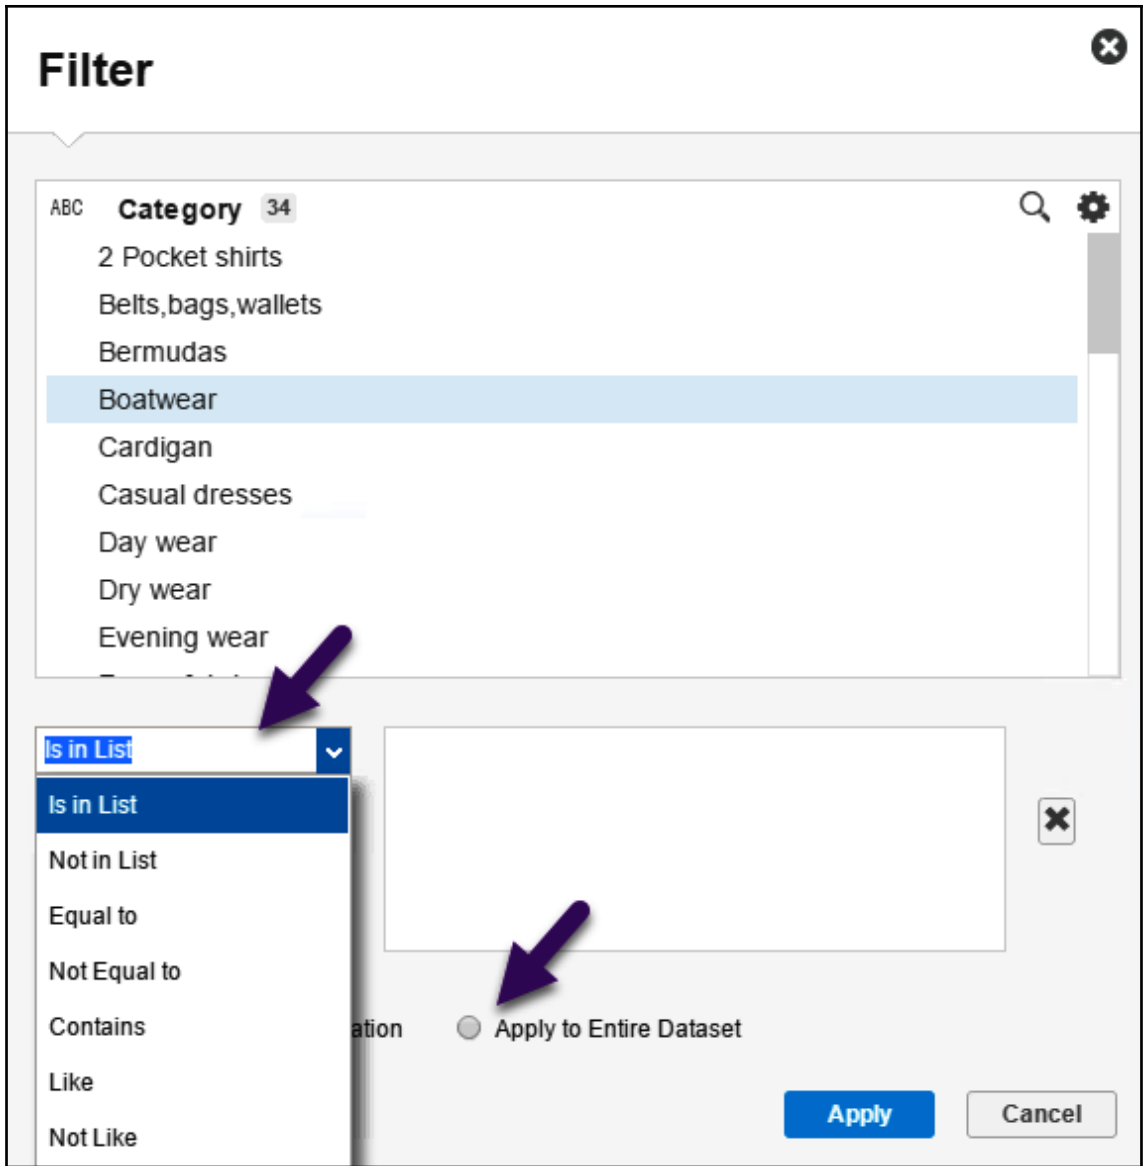 Filter
ABC Category 34
2 Pocket shirts
Belts,bags,wallets
Bermudas
Boatwear
Cardigan
Casual dresses
Day wear
Dry wear
Evening wear
Is in List
Is in List
Not in List
Equal to
Not Equal to
Contains
ation Apply to Entire Dataset
Like
Apply Cancel
Not Like